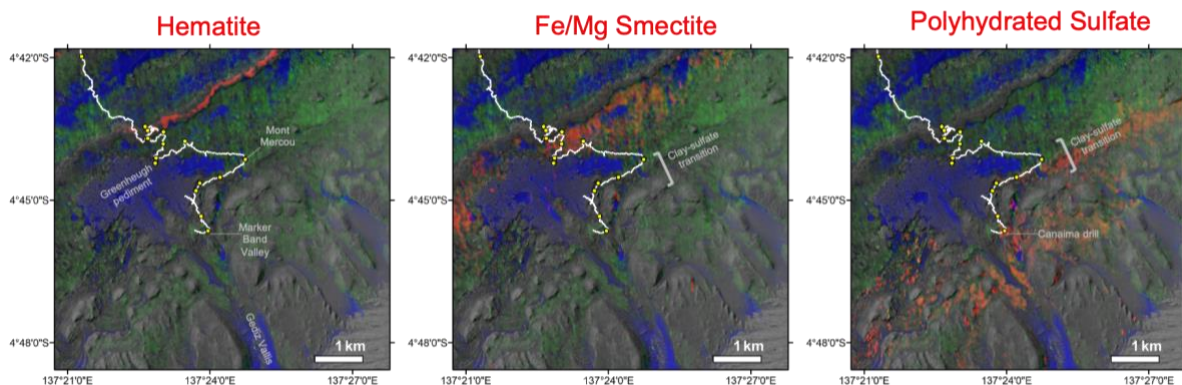 Hematite
4°42'0"S
4°45'0"S
4°48'0"S
Mont
Mercou
Greenheugh
pediment
Marker
Band
Valley
Gediz Vallis
1 km
137°21'0"E
137°24'0"E
137°27'0"E
Fe/Mg Smectite
4°42'0"S
4°45'0"S
4°48'0"S
Clay-sulfate
transition
1 km
137°21'0"E
137°24'0"E
137°27'0"E
Polyhydrated Sulfate
4°42'0"S
4°45'0"S
4°48'0"S
Clay-sulfate
transition
Canaima drill
1 km
137°21'0"E
137°24'0"E
137°27'0"E